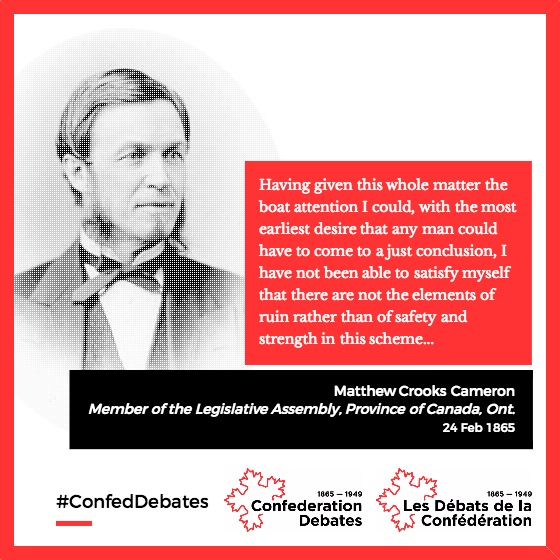 Having given this whole matter the
boat attention I could, with the most
earliest desire that any man could
have to come to a just conclusion, I
have not been able to satisfy myself
that there are not the elements of
ruin rather than of safety and
strength in this scheme...
Matthew Crooks Cameron
Member of the Legislative Assembly, Province of Canada, Ont.
24 Feb 1865
#ConfedDebates
1865 — 1949
Confederation
Debates
1865 — 1949
Les Débats de la
Confédération